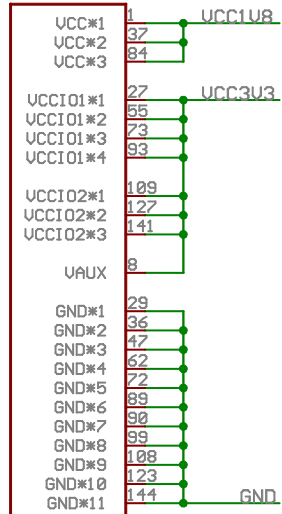 VCC*1 1 VCC1V8
VCC*2 37
VCC*3 84
VCCIO1*1 27 VCC3V3
VCCIO1*2 55
VCCIO1*3 73
VCCIO1*4 93
VCCIO2*1 109
VCCIO2*2 127
VCCIO2*3 141
VAUX 8
GND*1 29
GND*2 36
GND*3 47
GND*4 62
GND*5 72
GND*6 89
GND*7 90
GND*8 99
GND*9 108
GND*10 123
GND*11 144 GND